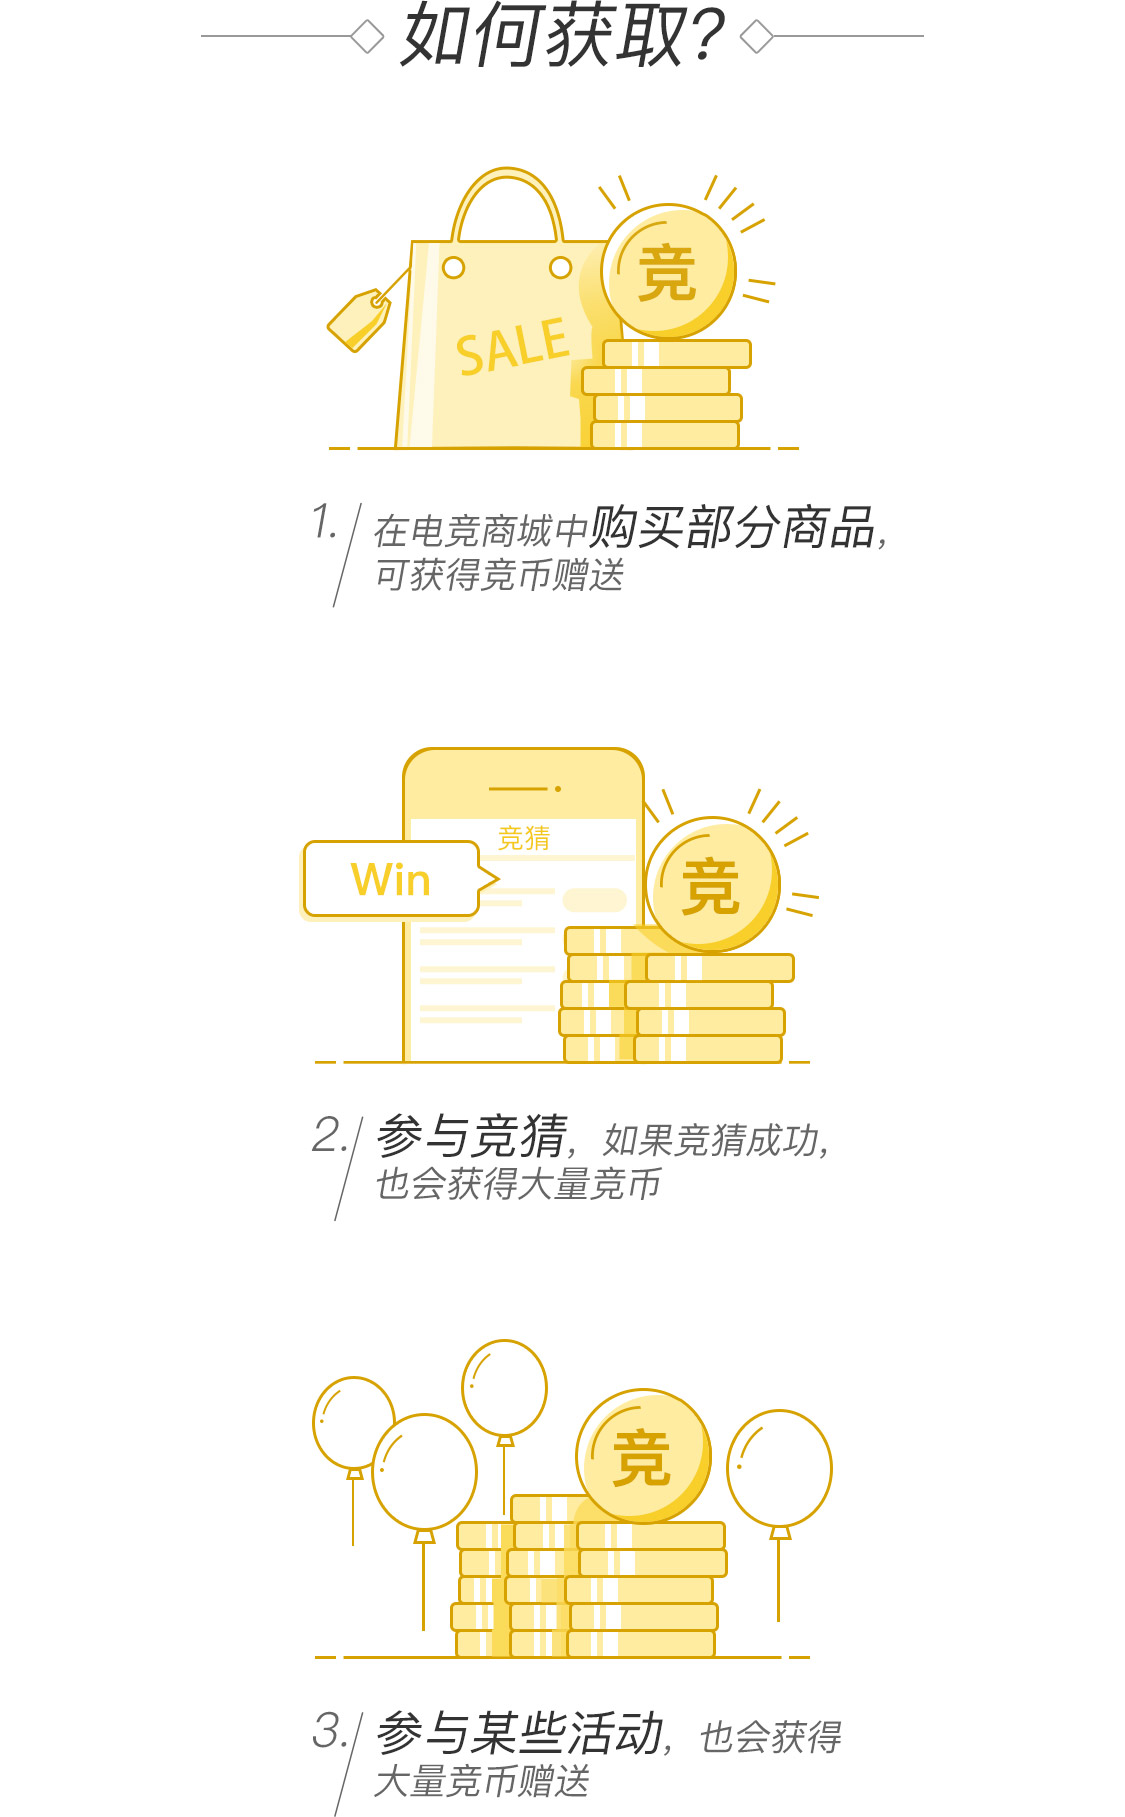 如何获取?
竞
SALE
1. 在电竞商城中购买部分商品，
可获得竞币赠送
竞猜
Win
竞
2. 参与竞猜，如果竞猜成功，
也会获得大量竞币
竞
3. 参与某些活动，也会获得
大量竞币赠送